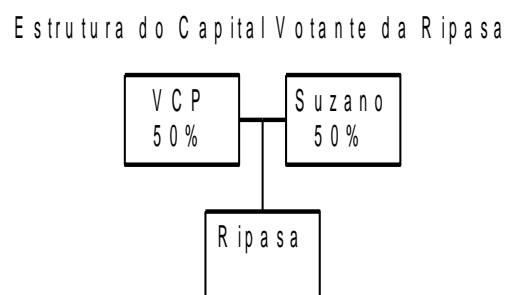 Estrutura do Capital Votante da Ripasa
VCP
50%
Suzano
50%
Ripasa